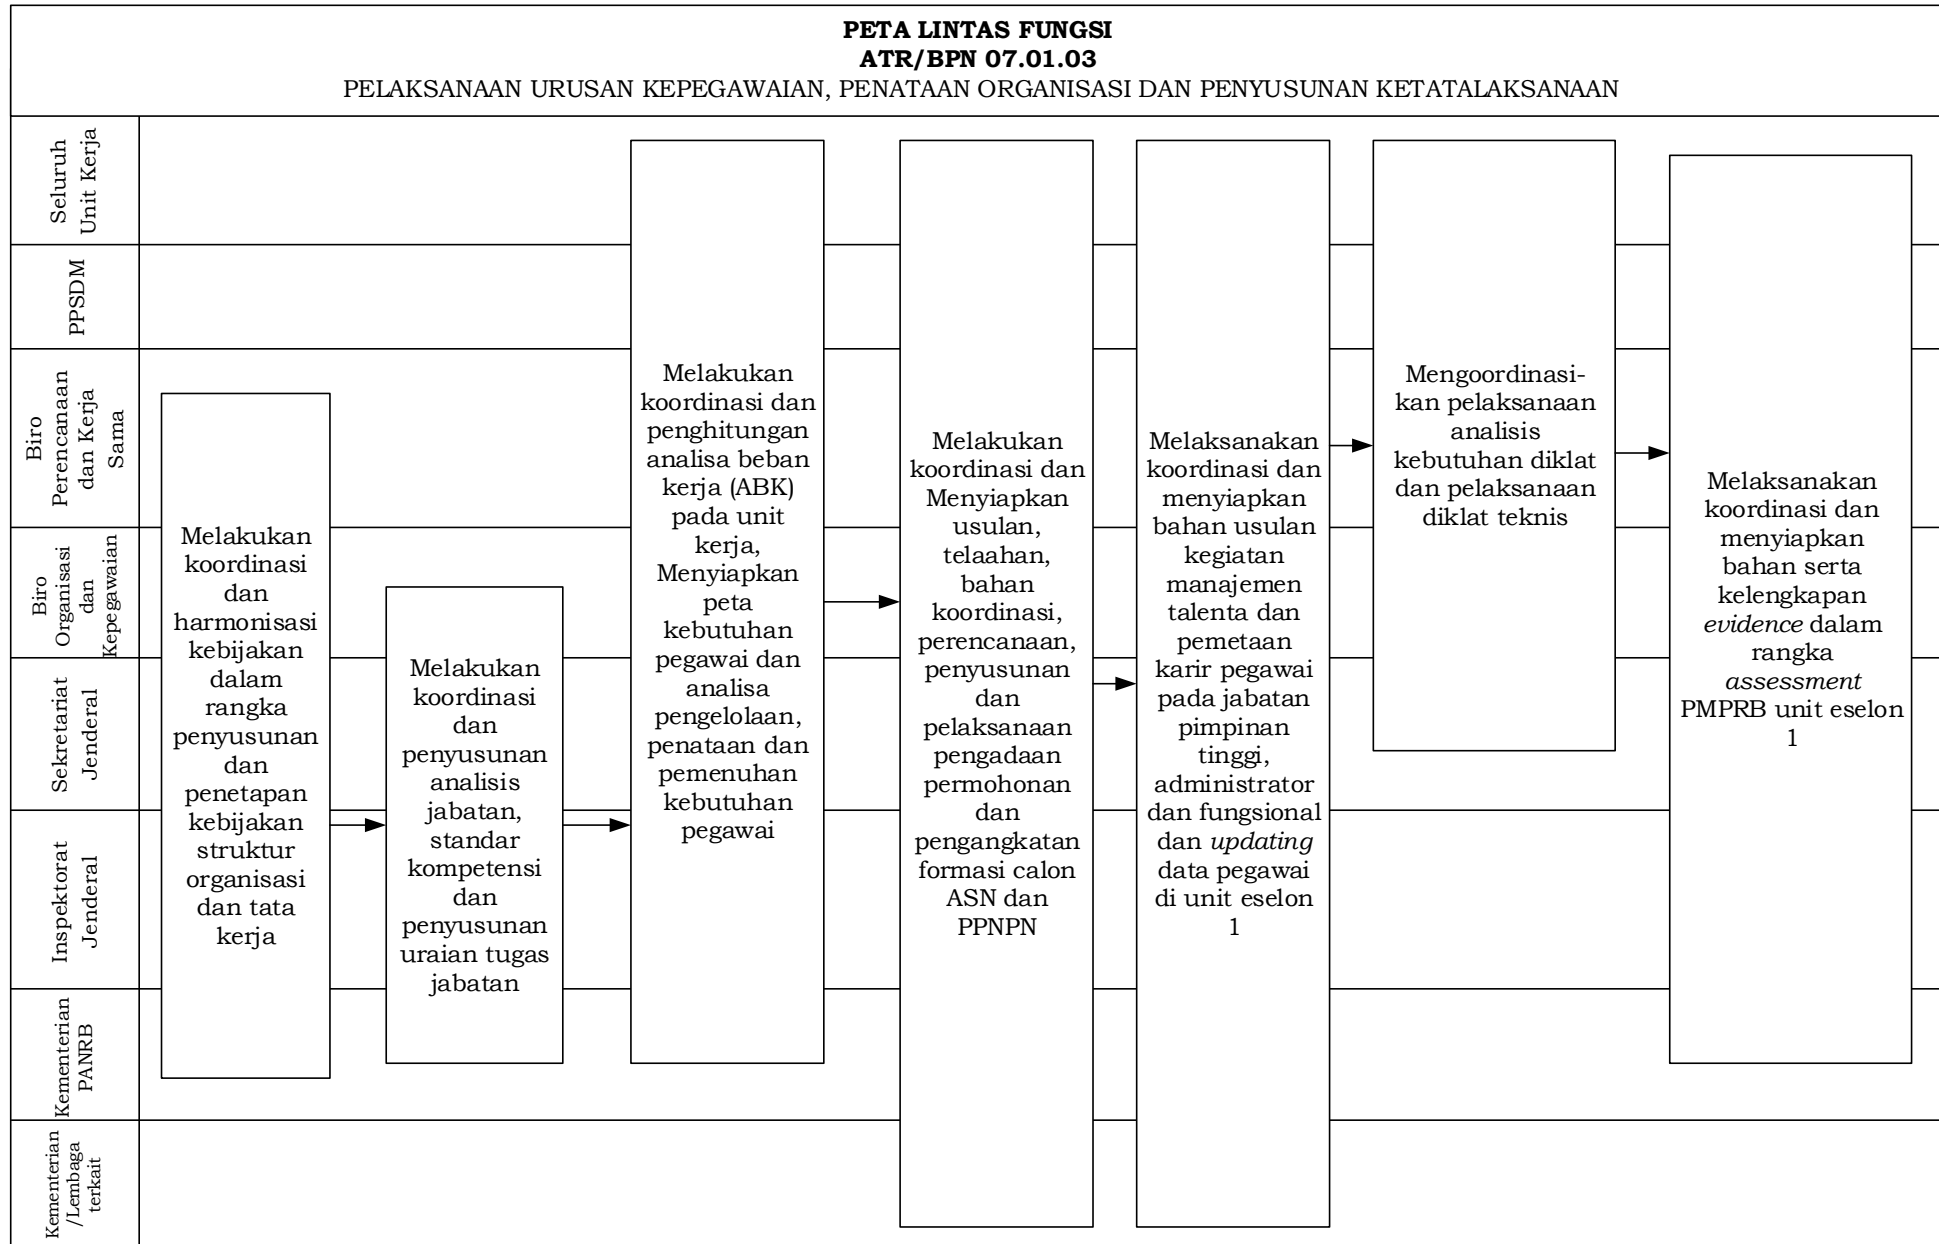 PETA LINTAS FUNGSI
ATR/BPN 07.01.03
PELAKSANAAN URUSAN KEPEGAWAIAN, PENATAAN ORGANISASI DAN PENYUSUNAN KETATALAKSANAAN
Seluruh
Unit Kerja
PPSDM
Biro
Perencanaan
dan Kerja
Sama
Biro
Organisasi
dan
Kepegawaian
Sekretariat
Jenderal
Inspektorat
Jenderal
Kementerian
PANRB
Kementerian
/Lembaga
terkait
Melakukan
koordinasi
dan
harmonisasi
kebijakan
dalam
rangka
penyusunan
dan
penetapan
kebijakan
struktur
organisasi
dan tata
kerja
Melakukan
koordinasi
dan
penyusunan
analisis
jabatan,
standar
kompetensi
dan
penyusunan
uraian tugas
jabatan
Melakukan
koordinasi dan
penghitungan
analisa beban
kerja (ABK)
pada unit
kerja,
Menyiapkan
peta
kebutuhan
pegawai dan
analisa
pengelolaan,
penataan dan
pemenuhan
kebutuhan
pegawai
Melakukan
koordinasi dan
Menyiapkan
usulan,
telaahan,
bahan
koordinasi,
perencanaan,
penyusunan
dan
pelaksanaan
pengadaan
permohonan
dan
pengangkatan
formasi calon
ASN dan
PPNPN
Melaksanakan
koordinasi dan
menyiapkan
bahan usulan
kegiatan
manajemen
talenta dan
pemetaan
karir pegawai
pada jabatan
pimpinan
tinggi,
administrator
dan fungsional
dan updating
data pegawai
di unit eselon
1
Mengoordinasi-
kan pelaksanaan
analisis
kebutuhan diklat
dan pelaksanaan
diklat teknis
Melaksanakan
koordinasi dan
menyiapkan
bahan serta
kelengkapan
evidence dalam
rangka
assessment
PMPRB unit eselon
1